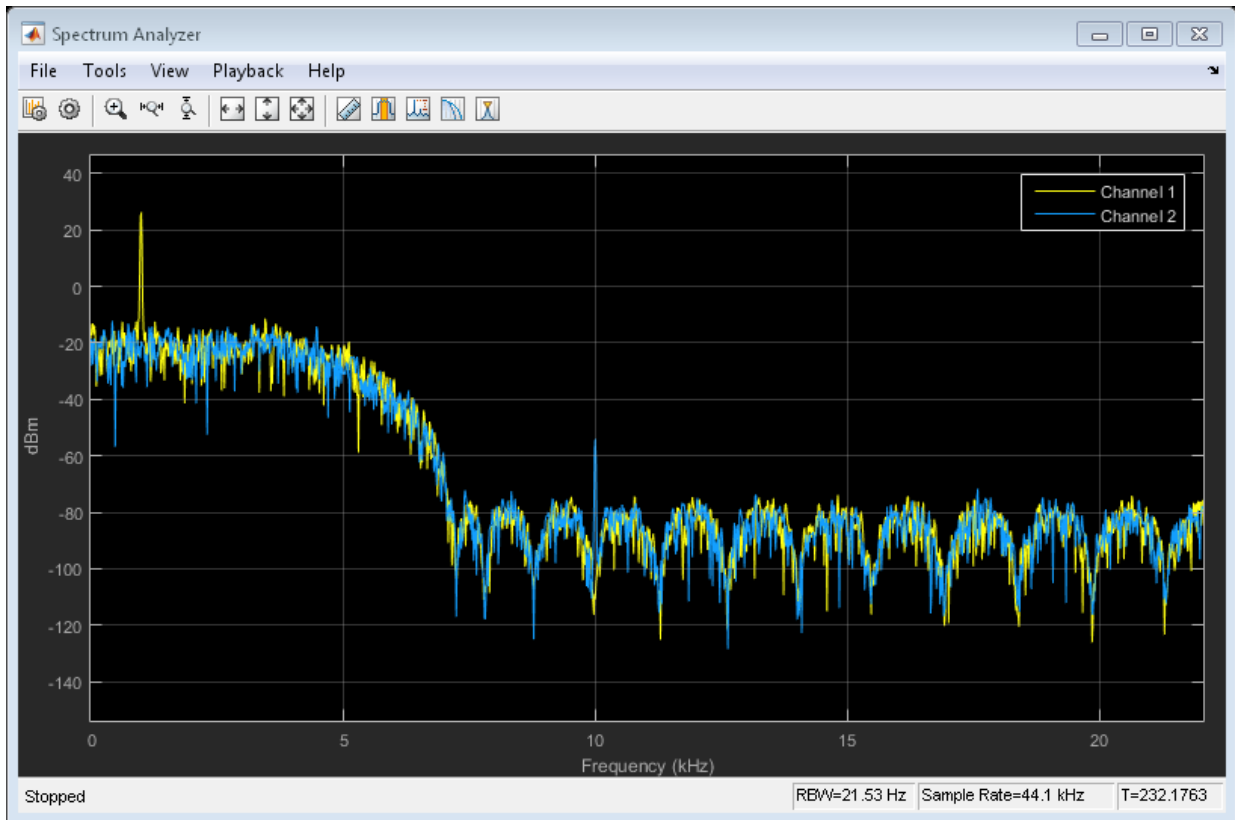 Spectrum Analyzer
File Tools View Playback Help
Channel 1
Channel 2
40
20
0
-20
-40
-60
-80
-100
-120
-140
dBm
0 5 10 15 20
Frequency (kHz)
Stopped RBW=21.53 Hz Sample Rate=44.1 kHz T=232.1763